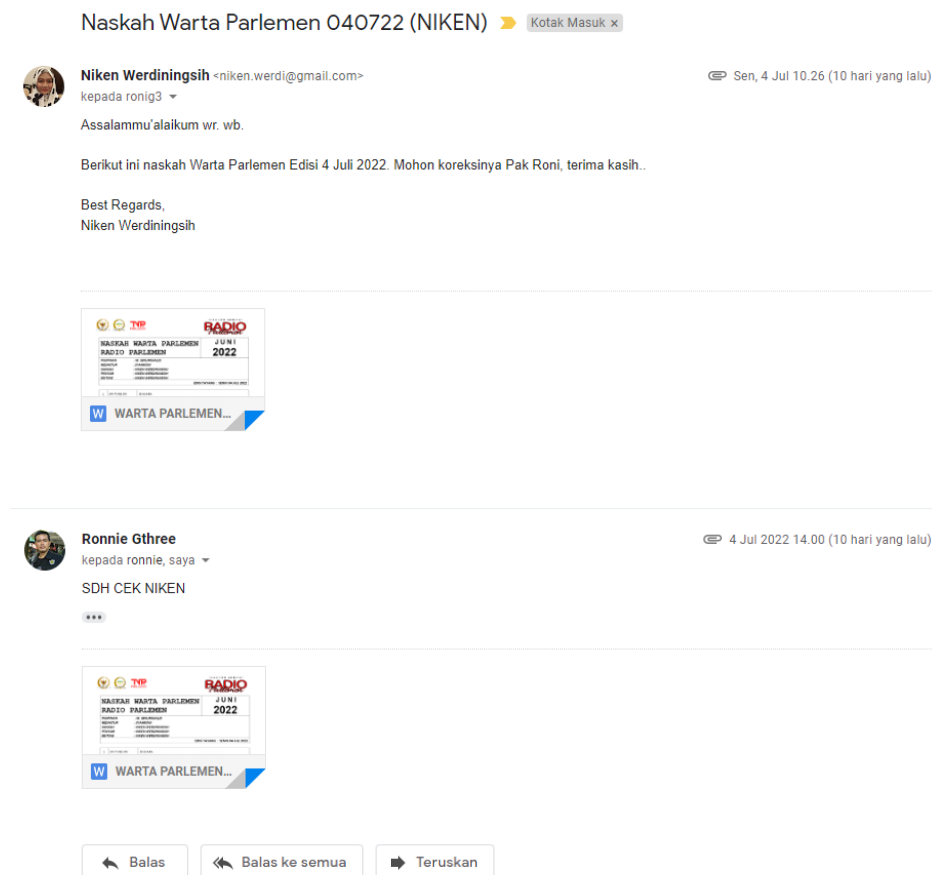 Naskah Warta Parlemen 040722 (NIKEN)
Kotak Masuk ×
Niken Werdiningsih <niken.werdi@gmail.com>
Sen, 4 Jul 10.26 (10 hari yang lalu)
kepada ronig3
Assalammu'alaikum wr. wb.
Berikut ini naskah Warta Parlemen Edisi 4 Juli 2022. Mohon koreksinya Pak Roni, terima kasih..
Best Regards,
Niken Werdiningsih
RADIO
NASKAH WARTA PARLEMEN
RADIO PARLEMEN
JUNI
2022
W WARTA PARLEMEN...
Ronnie Gthree
4 Jul 2022 14.00 (10 hari yang lalu)
kepada ronnie, saya
SDH CEK NIKEN
RADIO
NASKAH WARTA PARLEMEN
RADIO PARLEMEN
JUNI
2022
W WARTA PARLEMEN...
Balas
Balas ke semua
Teruskan